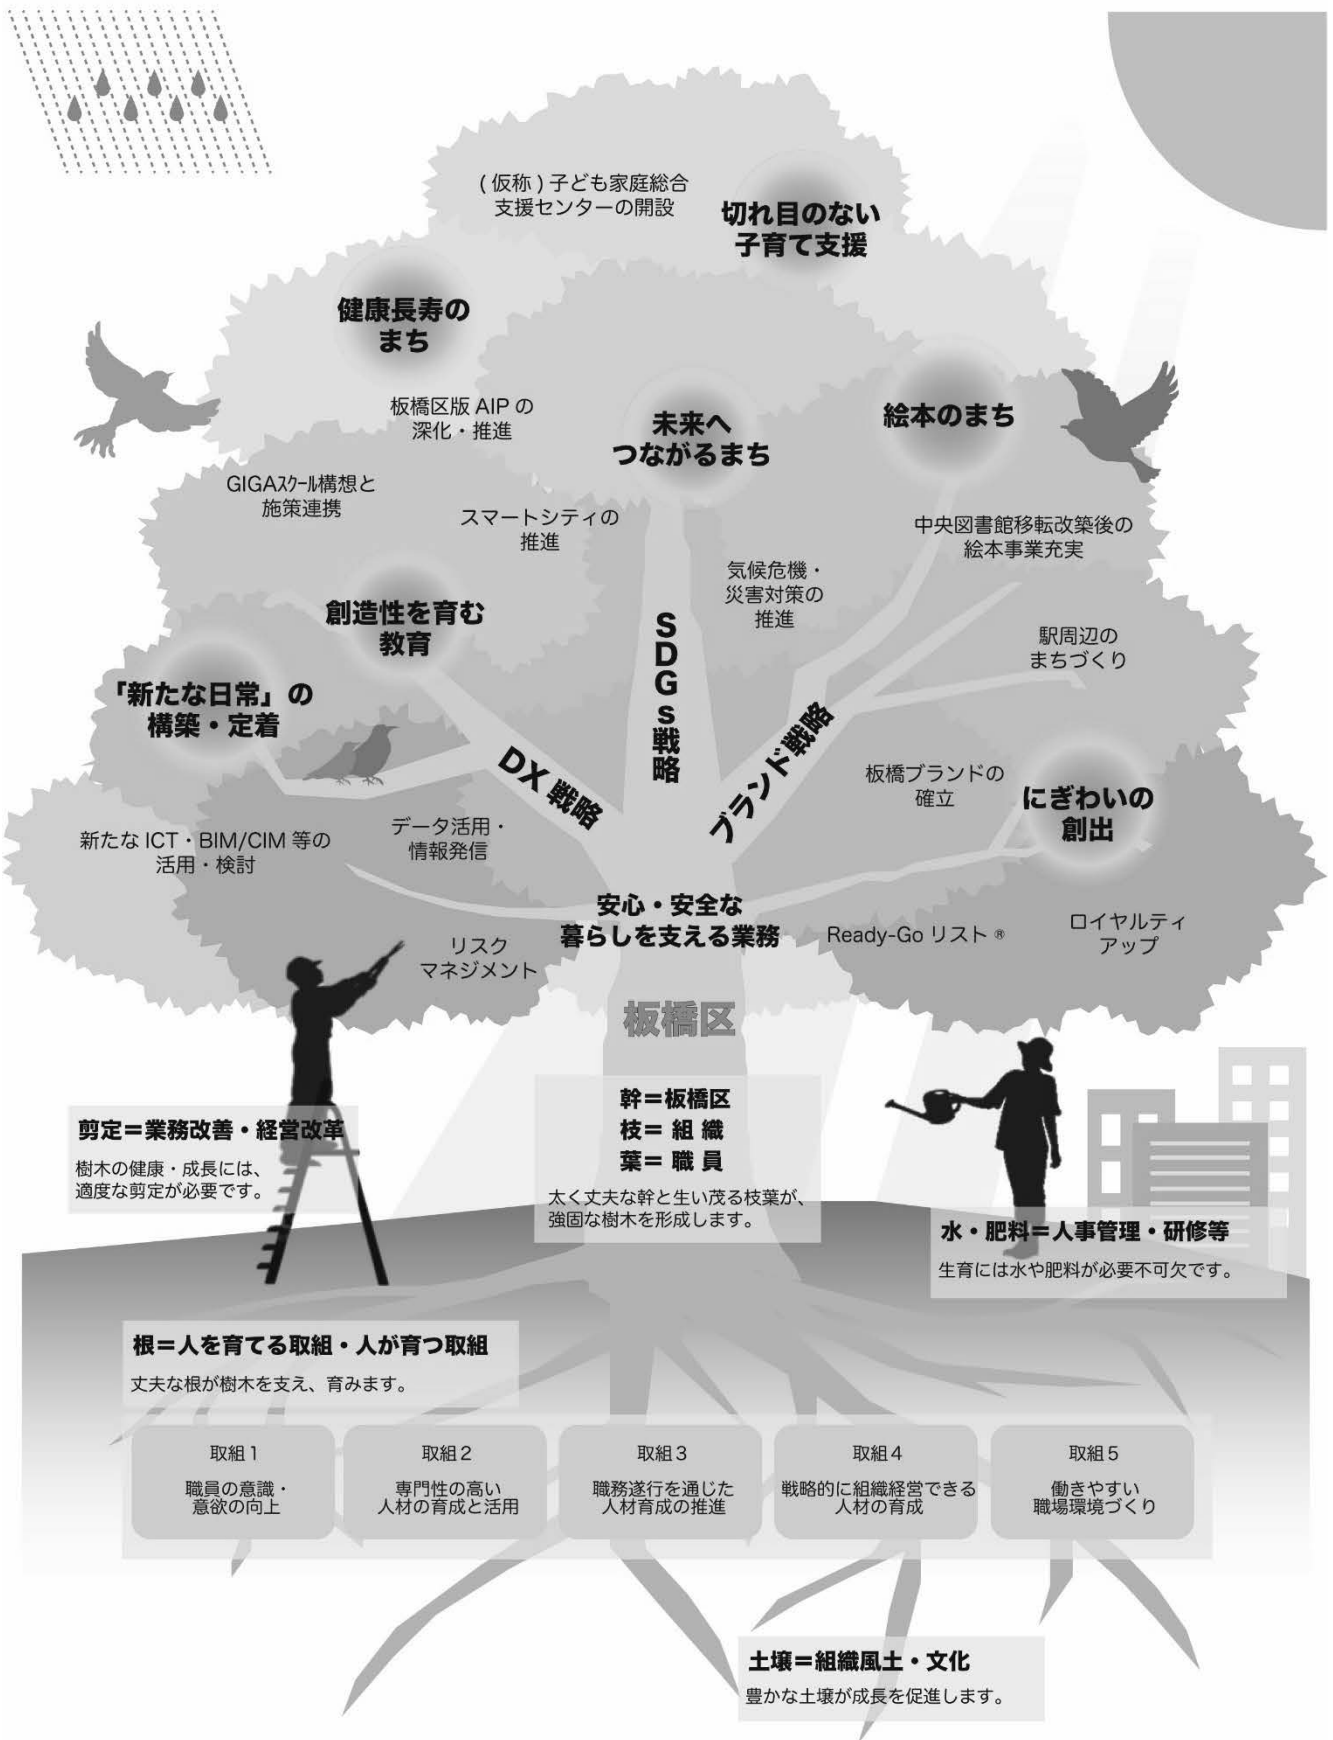 (仮称)子ども家庭総合
支援センターの開設
切れ目のない
子育て支援
健康長寿の
まち
板橋区版 AIP の
深化・推進
未来へ
つながるまち
絵本のまち
GIGAｽｸｰﾙ構想と
施策連携
スマートシティの
推進
中央図書館移転改築後の
絵本事業充実
気候危機・
災害対策の
推進
創造性を育む
教育
駅周辺の
まちづくり
「新たな日常」の
構築・定着
SDGs戦略
DX 戦略
ブランド戦略
板橋ブランドの
確立
にぎわいの
創出
新たな ICT・BIM/CIM 等の
活用・検討
データ活用・
情報発信
安心・安全な
暮らしを支える業務
リスク
マネジメント
Ready-Go リスト ®
ロイヤルティ
アップ
板橋区
幹＝板橋区
枝＝ 組 織
葉＝ 職 員
太く丈夫な幹と生い茂る枝葉が、
強固な樹木を形成します。
剪定＝業務改善・経営改革
樹木の健康・成長には、
適度な剪定が必要です。
水・肥料＝人事管理・研修等
生育には水や肥料が必要不可欠です。
根＝人を育てる取組・人が育つ取組
丈夫な根が樹木を支え、育みます。
取組 1
職員の意識・
意欲の向上
取組 2
専門性の高い
人材の育成と活用
取組 3
職務遂行を通じた
人材育成の推進
取組 4
戦略的に組織経営できる
人材の育成
取組 5
働きやすい
職場環境づくり
土壌＝組織風土・文化
豊かな土壌が成長を促進します。